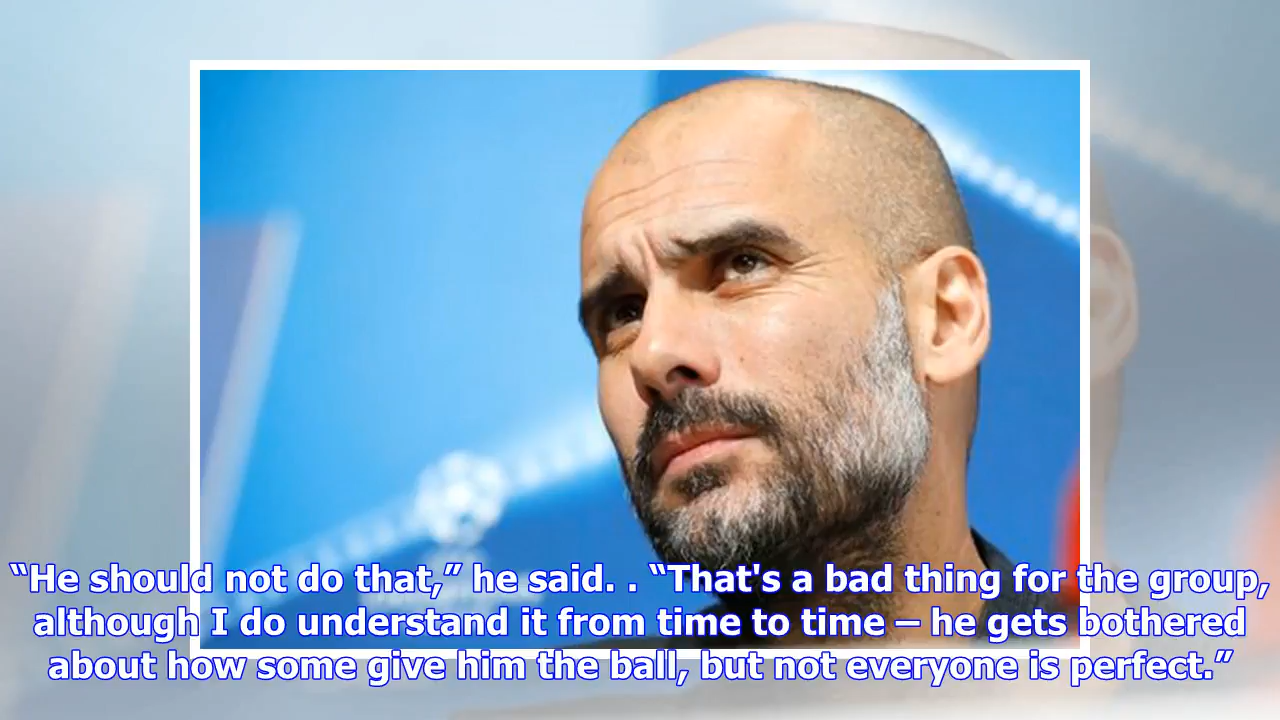 “He should not do that,” he said. . “That's a bad thing for the group,
although I do understand it from time to time – he gets bothered
about how some give him the ball, but not everyone is perfect.”